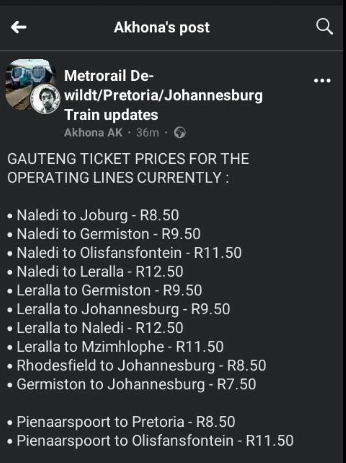 Akhona's post
Metrorail De-
wildt/Pretoria/Johannesburg
Train updates
Akhona AK · 36m ·
GAUTENG TICKET PRICES FOR THE
OPERATING LINES CURRENTLY :
• Naledi to Joburg - R8.50
• Naledi to Germiston - R9.50
• Naledi to Olisfansfontein - R11.50
• Naledi to Leralla - R12.50
• Leralla to Germiston - R9.50
• Leralla to Johannesburg - R9.50
• Leralla to Naledi - R12.50
• Leralla to Mzimhlophe - R11.50
• Rhodesfield to Johannesburg - R8.50
• Germiston to Johannesburg - R7.50
• Pienaarspoort to Pretoria - R8.50
• Pienaarspoort to Olisfansfontein - R11.50